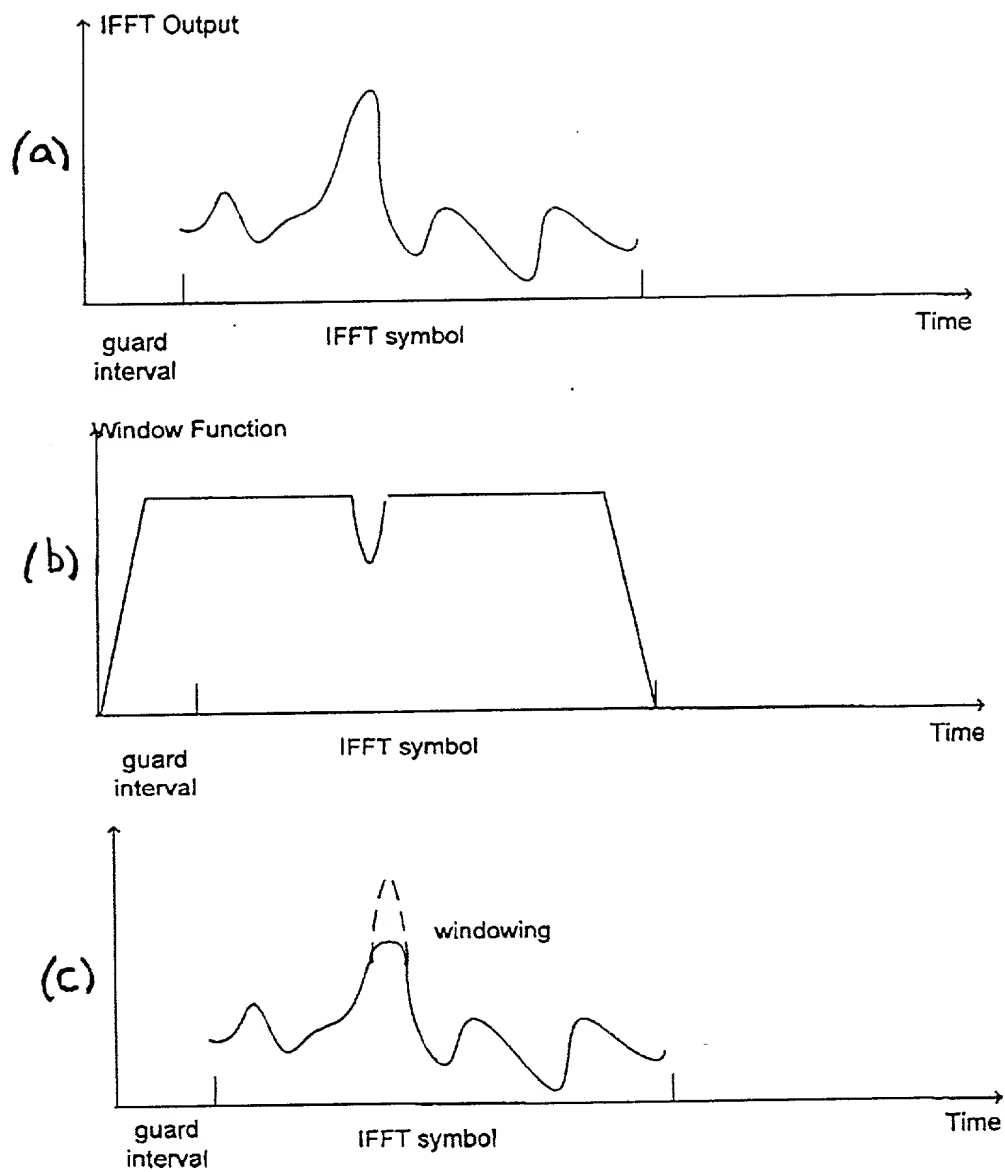 IFFT Output
(a)
guard
interval
IFFT symbol
Time
Window Function
(b)
guard
interval
IFFT symbol
Time
windowing
(c)
guard
interval
IFFT symbol
Time